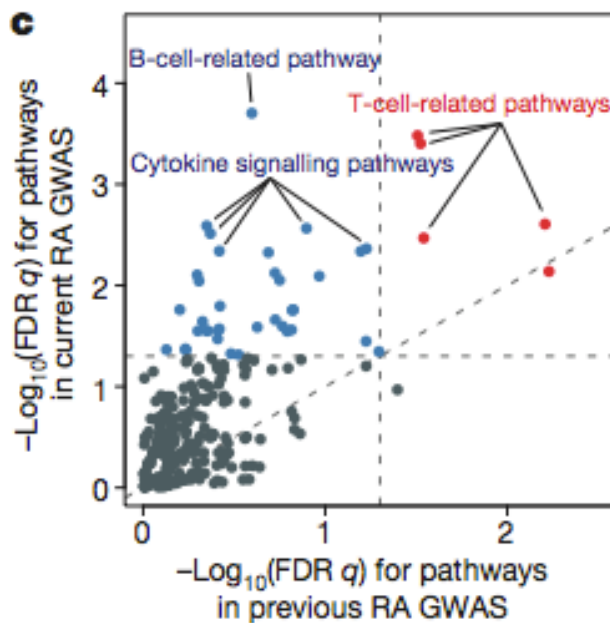 c
B-cell-related pathway
T-cell-related pathways
Cytokine signalling pathways
–Log10(FDR q) for pathways
in current RA GWAS
4
3
2
1
0
0
1
2
–Log10(FDR q) for pathways
in previous RA GWAS